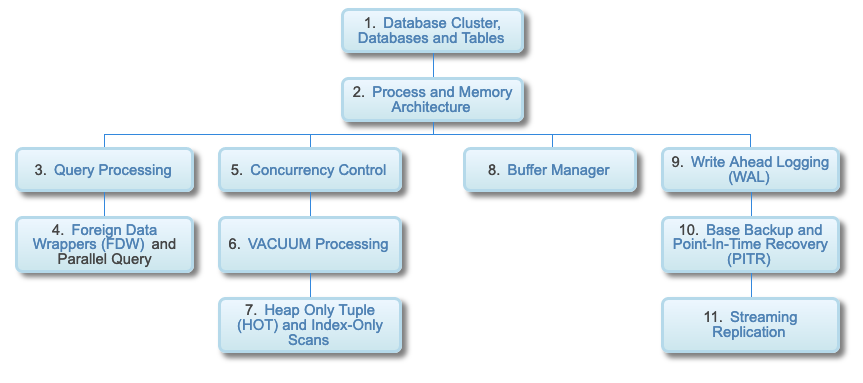 1. Database Cluster,
Databases and Tables
2. Process and Memory
Architecture
3. Query Processing
4. Foreign Data
Wrappers (FDW) and
Parallel Query
5. Concurrency Control
6. VACUUM Processing
7. Heap Only Tuple
(HOT) and Index-Only
Scans
8. Buffer Manager
9. Write Ahead Logging
(WAL)
10. Base Backup and
Point-In-Time Recovery
(PITR)
11. Streaming
Replication